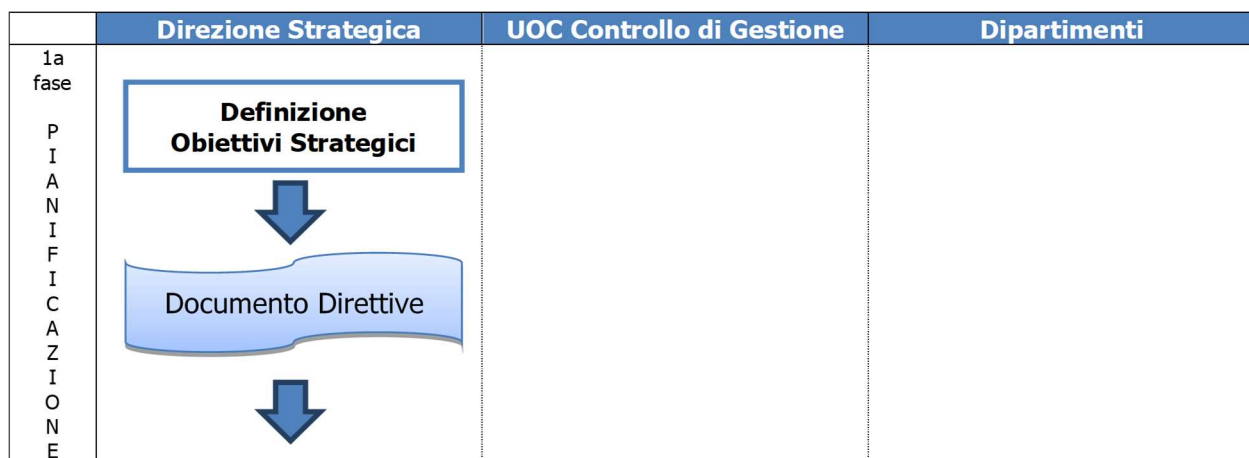 Direzione Strategica UOC Controllo di Gestione Dipartimenti
1a
fase
P
I
A
N
I
F
I
C
A
Z
I
O
N
E
Definizione
Obiettivi Strategici
Documento Direttive